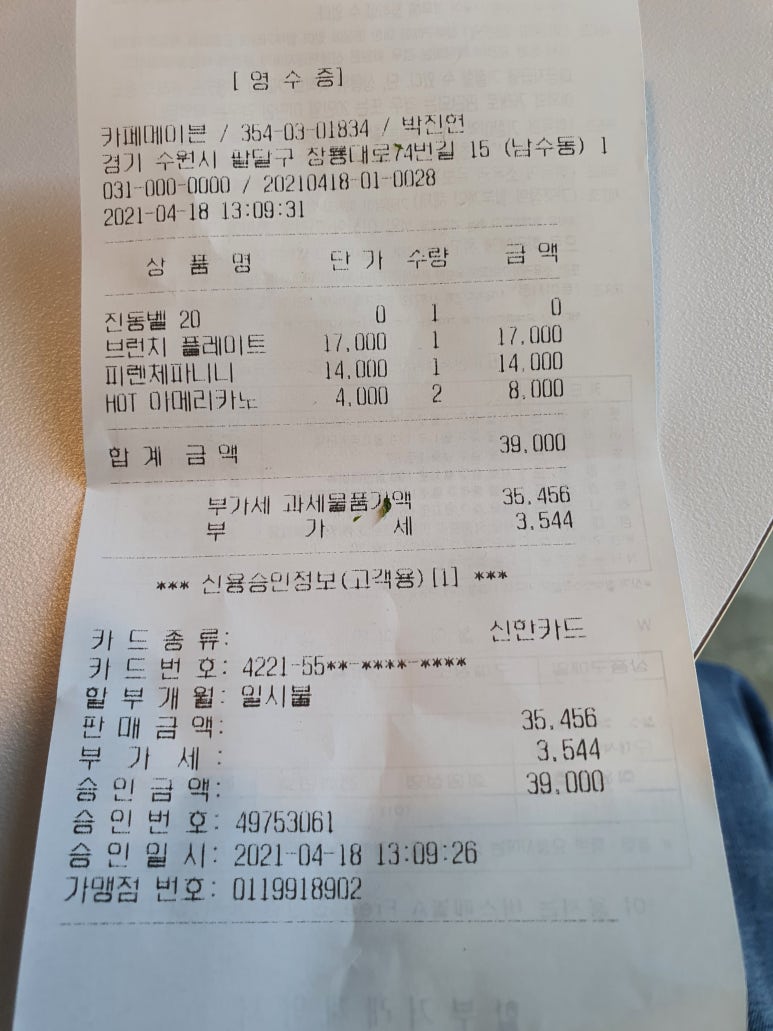 [ 영 수 증]
카페메이븐 / 354-03-01834 / 박진현
경기 수원시 팔달구 창룡대로74번길 15 (남수동) 1
031-000-0000 / 20210418-01-0028
2021-04-18 13:09:31
상 품 명 단 가 수량 금 액
진동벨 20 0 1 0
브런치 플레이트 17,000 1 17,000
피렌체파니니 14,000 1 14,000
HOT 아메리카노 4,000 2 8,000
합 계 금 액 39,000
부가세 과세물품가액 35,456
부 가 세 3,544
*** 신용승인정보(고객용) [1] ***
카 드 종 류: 신한카드
카 드 번 호: 4221-55**-****-****
할 부 개 월: 일시불
판 매 금 액: 35,456
부 가 세 : 3,544
승 인 금 액: 39,000
승 인 번 호: 49753061
승 인 일 시: 2021-04-18 13:09:26
가맹점 번호: 0119918902